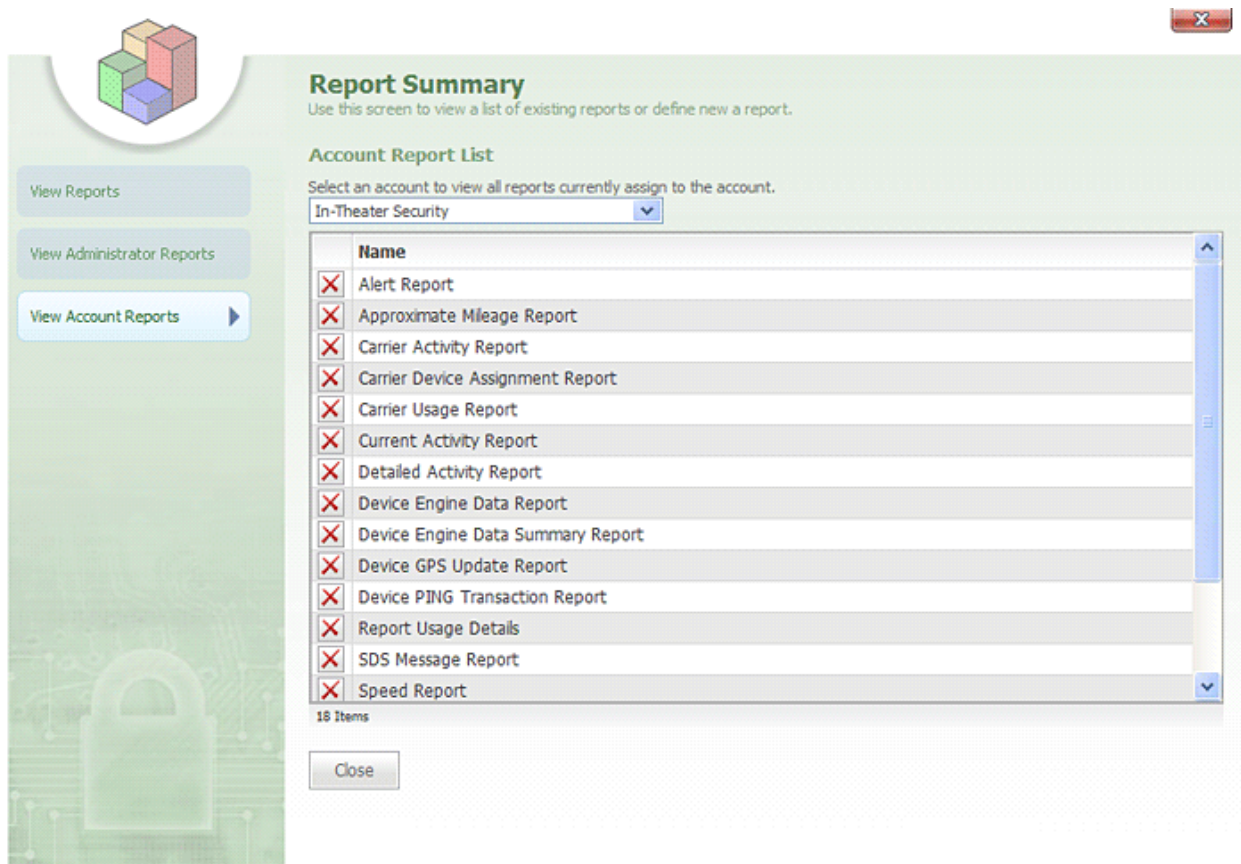 Report Summary
Use this screen to view a list of existing reports or define new a report.
View Reports
View Administrator Reports
View Account Reports
Account Report List
Select an account to view all reports currently assign to the account.
In-Theater Security
Name
Alert Report
Approximate Mileage Report
Carrier Activity Report
Carrier Device Assignment Report
Carrier Usage Report
Current Activity Report
Detailed Activity Report
Device Engine Data Report
Device Engine Data Summary Report
Device GPS Update Report
Device PING Transaction Report
Report Usage Details
SDS Message Report
Speed Report
18 Items
Close